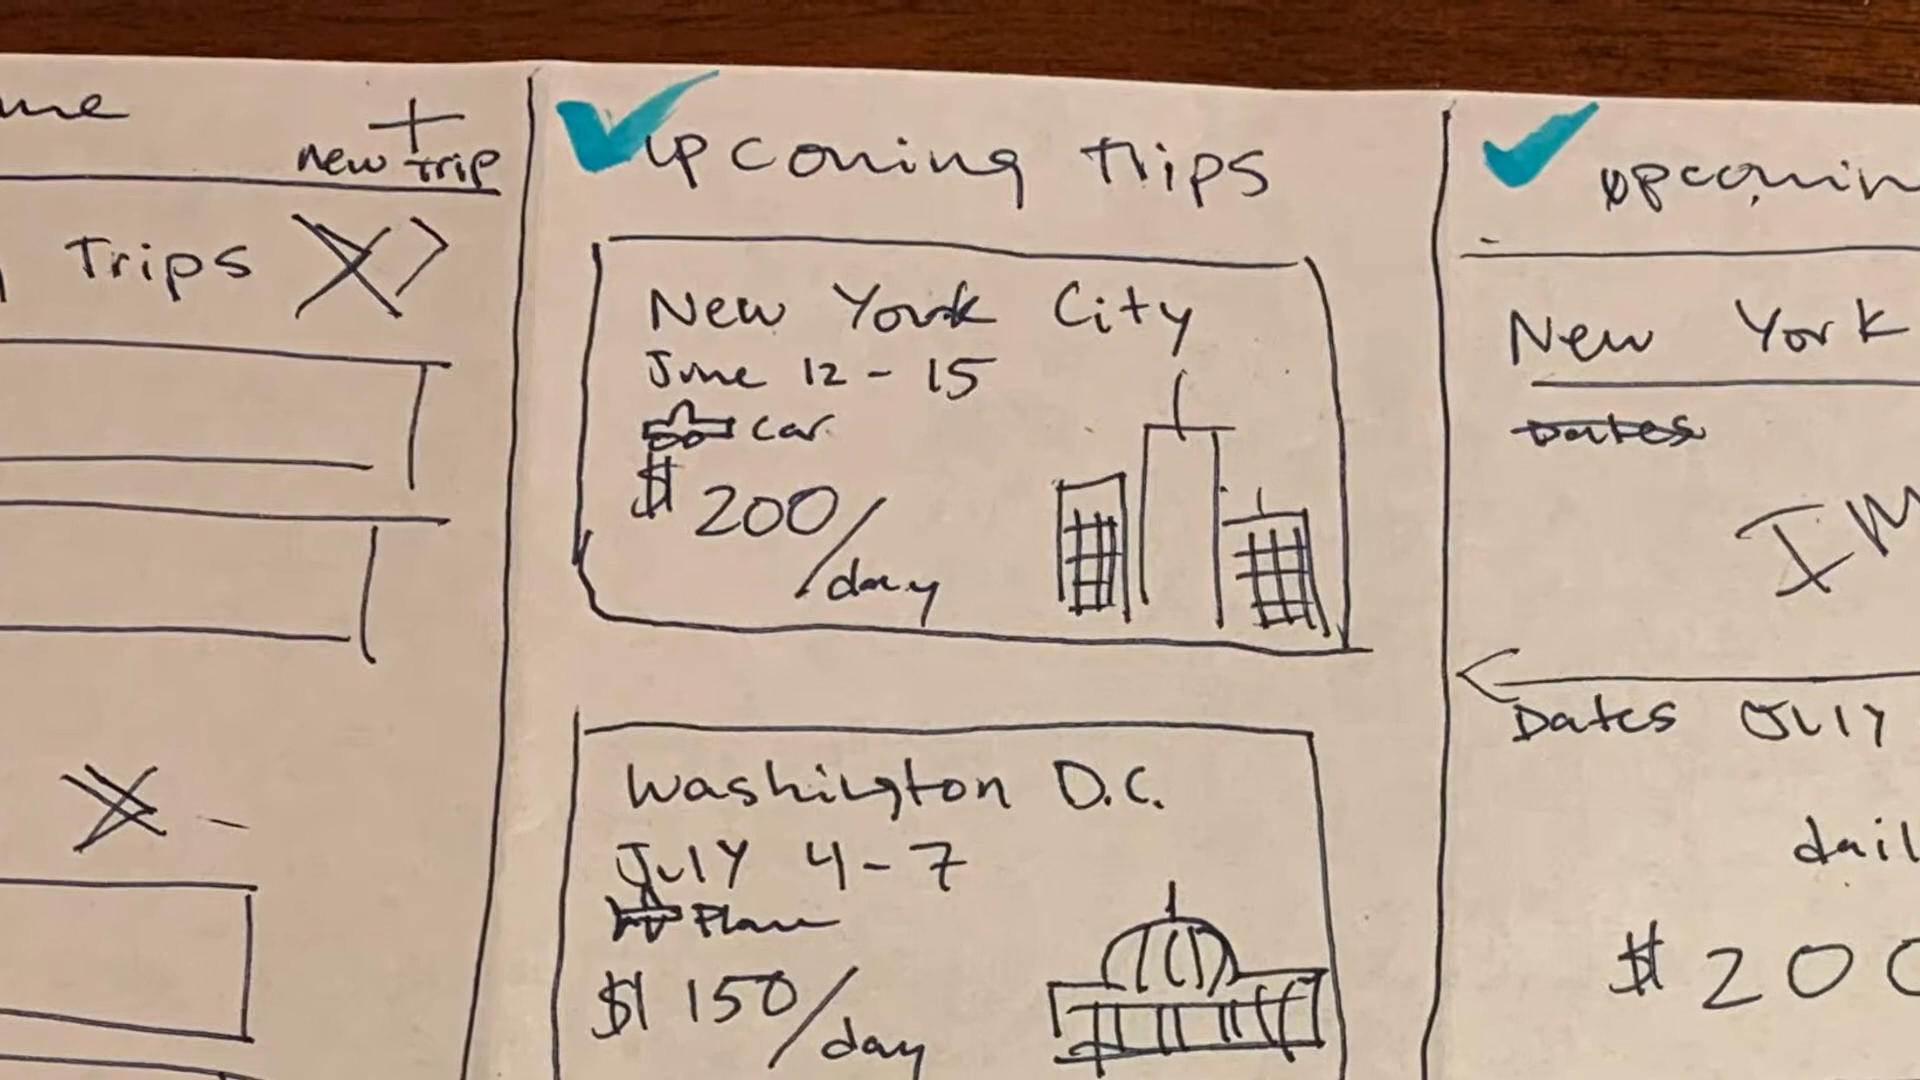 new trip
Trips
upcoming trips
New York City
June 12 - 15
car
$ 200/day
Washington D.C.
July 4 - 7
Plane
$ 150/day
New York
Dates
Dates July
$ 200